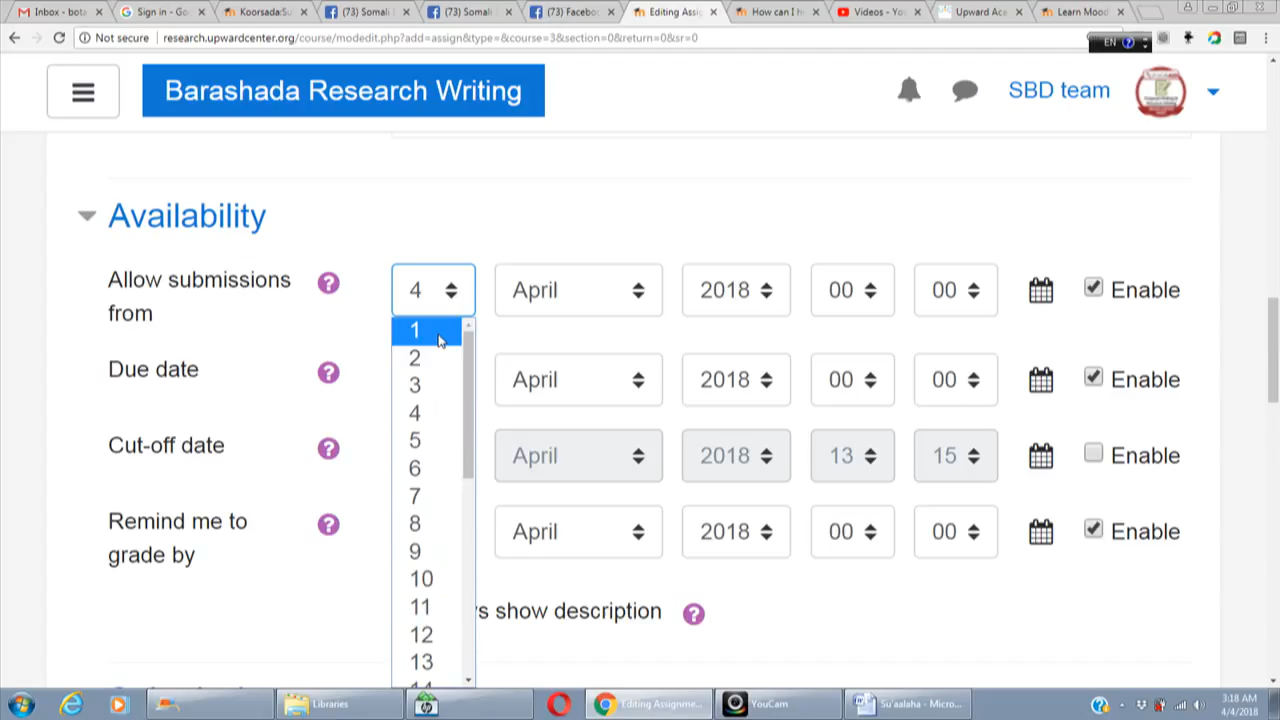 Inbox - bota
Sign in - Go
Koorsada:Su
(73) Somali
(73) Somali
(73) Facebo
Editing Assig
How can I h
Videos - You
Upward Aca
Learn Mood
Not secure
research.upwardcenter.org/course/modedit.php?add=assign&type=&course=3&section=0&return=0&sr=0
EN
Barashada Research Writing
SBD team
Availability
Allow submissions from
4 April 2018 00 00 Enable
1
2
3
4
5
6
7
8
9
10
11
12
13
Due date
April 2018 00 00 Enable
Cut-off date
April 2018 13 15 Enable
Remind me to grade by
April 2018 00 00 Enable
s show description
Libraries
Editing Assignme...
YouCam
Su'aalaha - Micro...
3:18 AM
4/4/2018